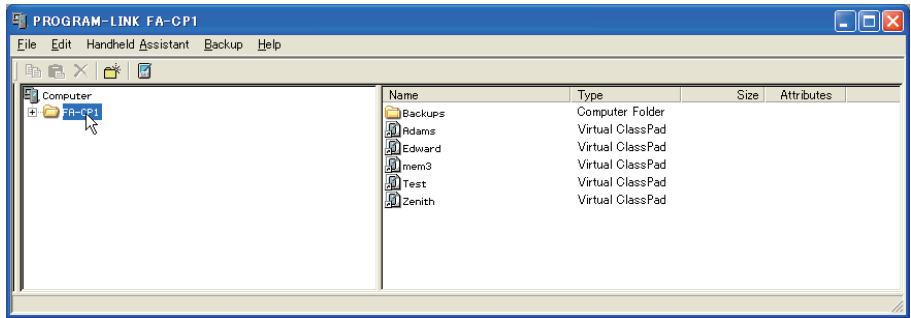 PROGRAM-LINK FA-CP1
File Edit Handheld Assistant Backup Help
Computer
FA-CP1
Name Type Size Attributes
Backups Computer Folder
Adams Virtual ClassPad
Edward Virtual ClassPad
mem3 Virtual ClassPad
Test Virtual ClassPad
Zenith Virtual ClassPad